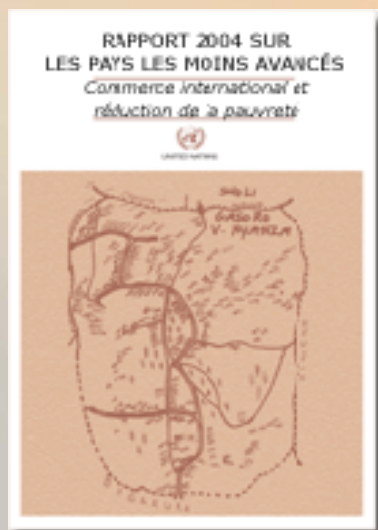 RAPPORT 2004 SUR
LES PAYS LES MOINS AVANCÉS
Commerce international et
réduction de la pauvreté
UNITED NATIONS